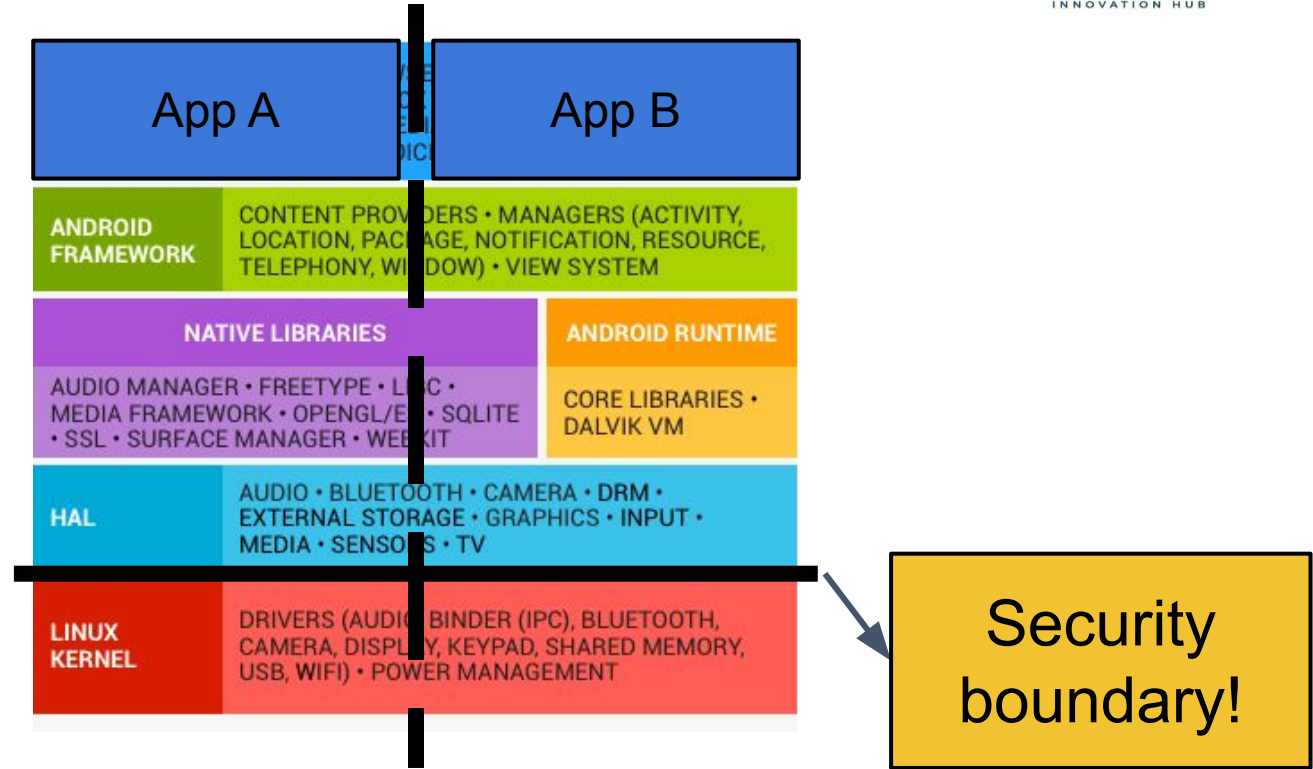 INNOVATION HUB
App A
App B
ANDROID
FRAMEWORK
CONTENT PROVIDERS • MANAGERS (ACTIVITY,
LOCATION, PACKAGE, NOTIFICATION, RESOURCE,
TELEPHONY, WINDOW) • VIEW SYSTEM
NATIVE LIBRARIES
AUDIO MANAGER • FREETYPE • LIBC •
MEDIA FRAMEWORK • OPENGL/ES • SQLITE
• SSL • SURFACE MANAGER • WEBKIT
ANDROID RUNTIME
CORE LIBRARIES •
DALVIK VM
HAL
AUDIO • BLUETOOTH • CAMERA • DRM •
EXTERNAL STORAGE • GRAPHICS • INPUT •
MEDIA • SENSORS • TV
LINUX
KERNEL
DRIVERS (AUDIO, BINDER (IPC), BLUETOOTH,
CAMERA, DISPLAY, KEYPAD, SHARED MEMORY,
USB, WIFI) • POWER MANAGEMENT
Security
boundary!